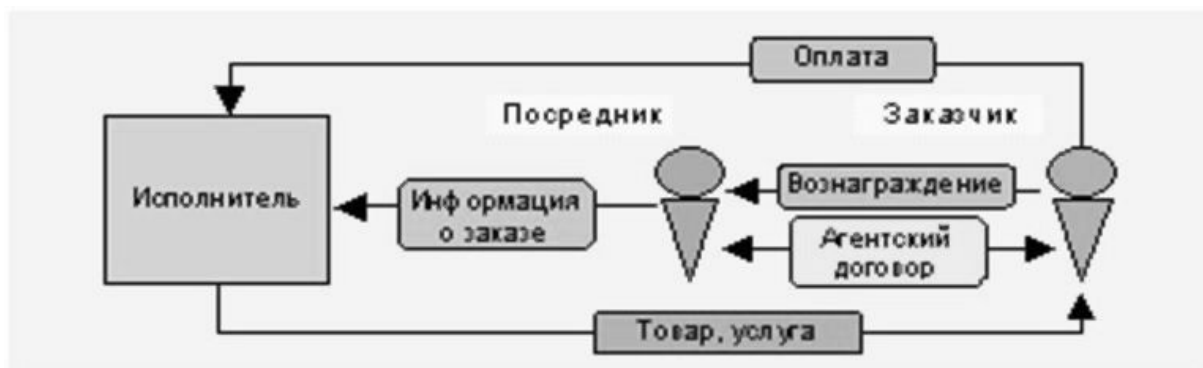 Оплата
Посредник
Заказчик
Исполнитель
Информация
о заказе
Вознаграждение
Агентский
договор
Товар, услуга